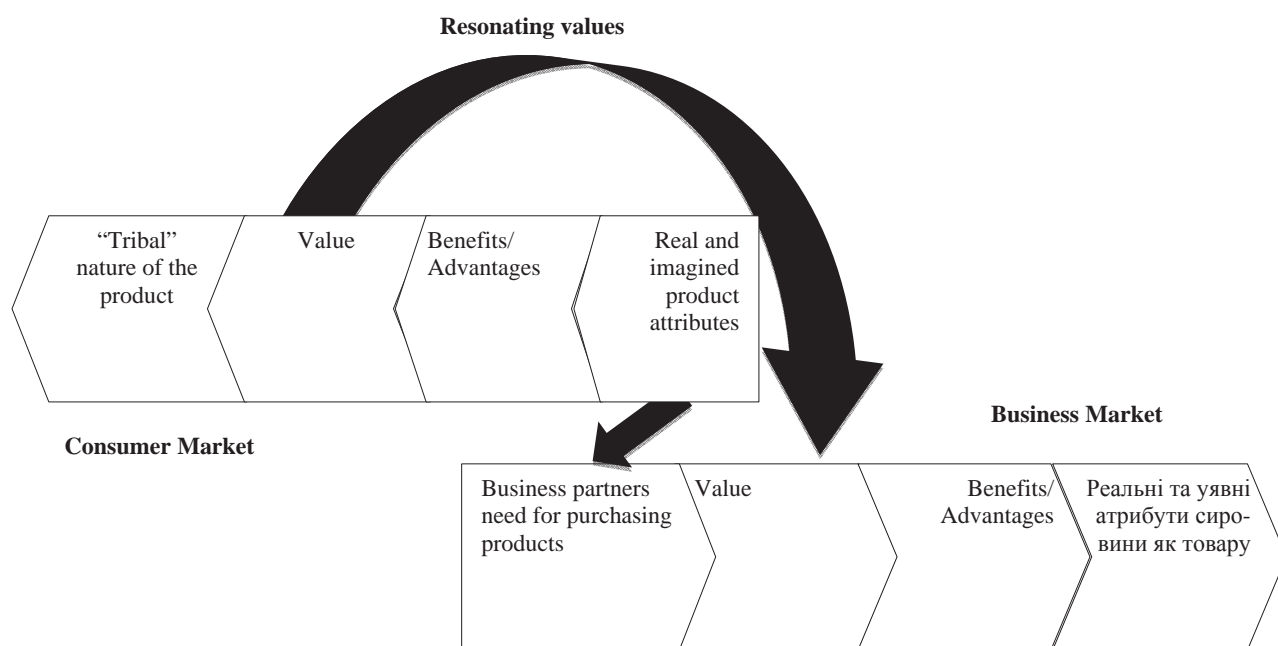 Resonating values
“Tribal”
nature of the
product
Value
Benefits/
Advantages
Real and
imagined
product
attributes
Consumer Market
Business Market
Business partners
need for purchasing
products
Value
Benefits/
Advantages
Реальні та уявні
атрибути сиро-
вини як товару